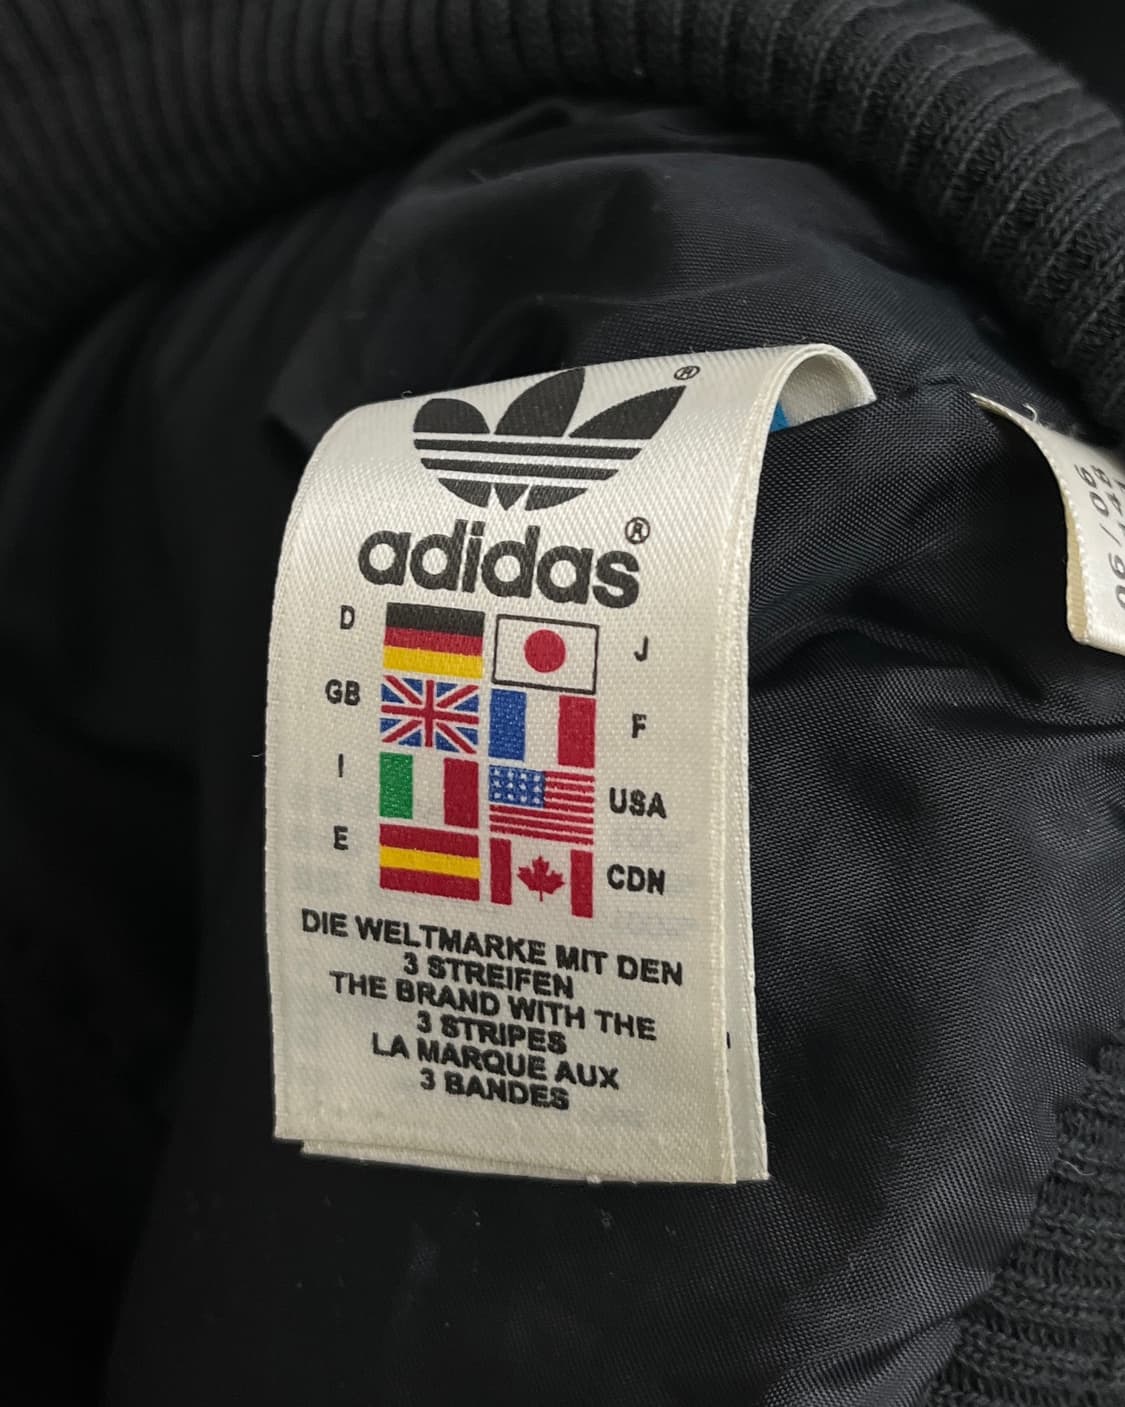 ®
adidas®
D
J
GB
F
I
USA
E
CDN
DIE WELTMARKE MIT DEN
3 STREIFEN
THE BRAND WITH THE
3 STRIPES
LA MARQUE AUX
3 BANDES